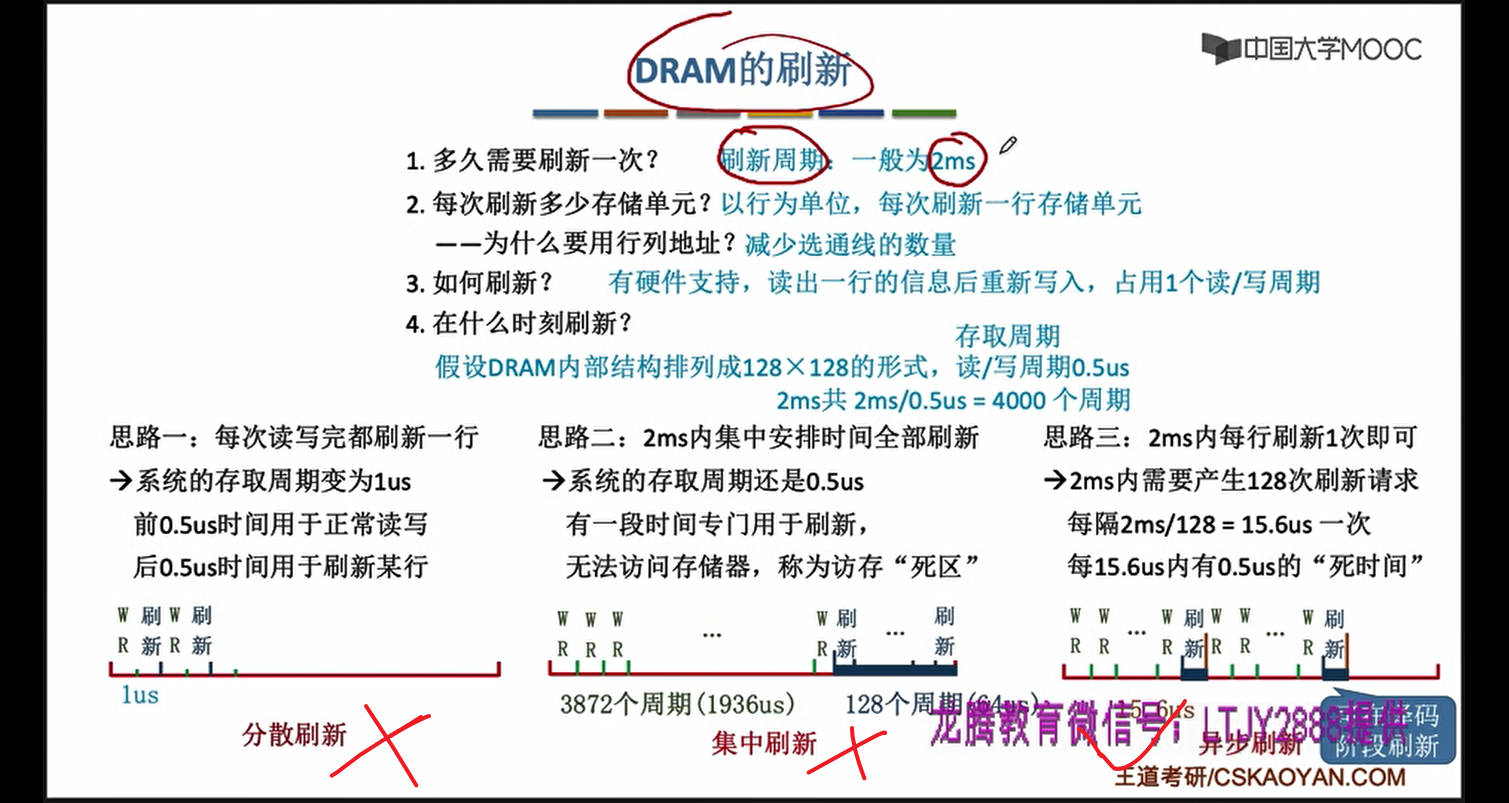 DRAM的刷新
中国大学MOOC
1. 多久需要刷新一次？ 刷新周期：一般为2ms
2. 每次刷新多少存储单元？以行为单位，每次刷新一行存储单元
——为什么要用行列地址？减少选通线的数量
3. 如何刷新？ 有硬件支持，读出一行的信息后重新写入，占用1个读/写周期
4. 在什么时刻刷新？
存取周期
假设DRAM内部结构排列成128×128的形式，读/写周期0.5us
2ms共 2ms/0.5us = 4000 个周期
思路一：每次读写完都刷新一行
→系统的存取周期变为1us
前0.5us时间用于正常读写
后0.5us时间用于刷新某行
W 刷 W 刷
R 新 R 新
1us
分散刷新
思路二：2ms内集中安排时间全部刷新
→系统的存取周期还是0.5us
有一段时间专门用于刷新，
无法访问存储器，称为访存“死区”
W W W ... W 刷 ... 刷
R R R R 新 新
3872个周期(1936us) 128个周期(64us)
集中刷新
思路三：2ms内每行刷新1次即可
→2ms内需要产生128次刷新请求
每隔2ms/128 = 15.6us 一次
每15.6us内有0.5us的“死时间”
W W ... W 刷 W W ... W 刷
R R R 新 R R R 新
15.6us
异步刷新
阶段刷新
龙腾教育微信号：LTJY2888提供
王道考研/CSKAOYAN.COM